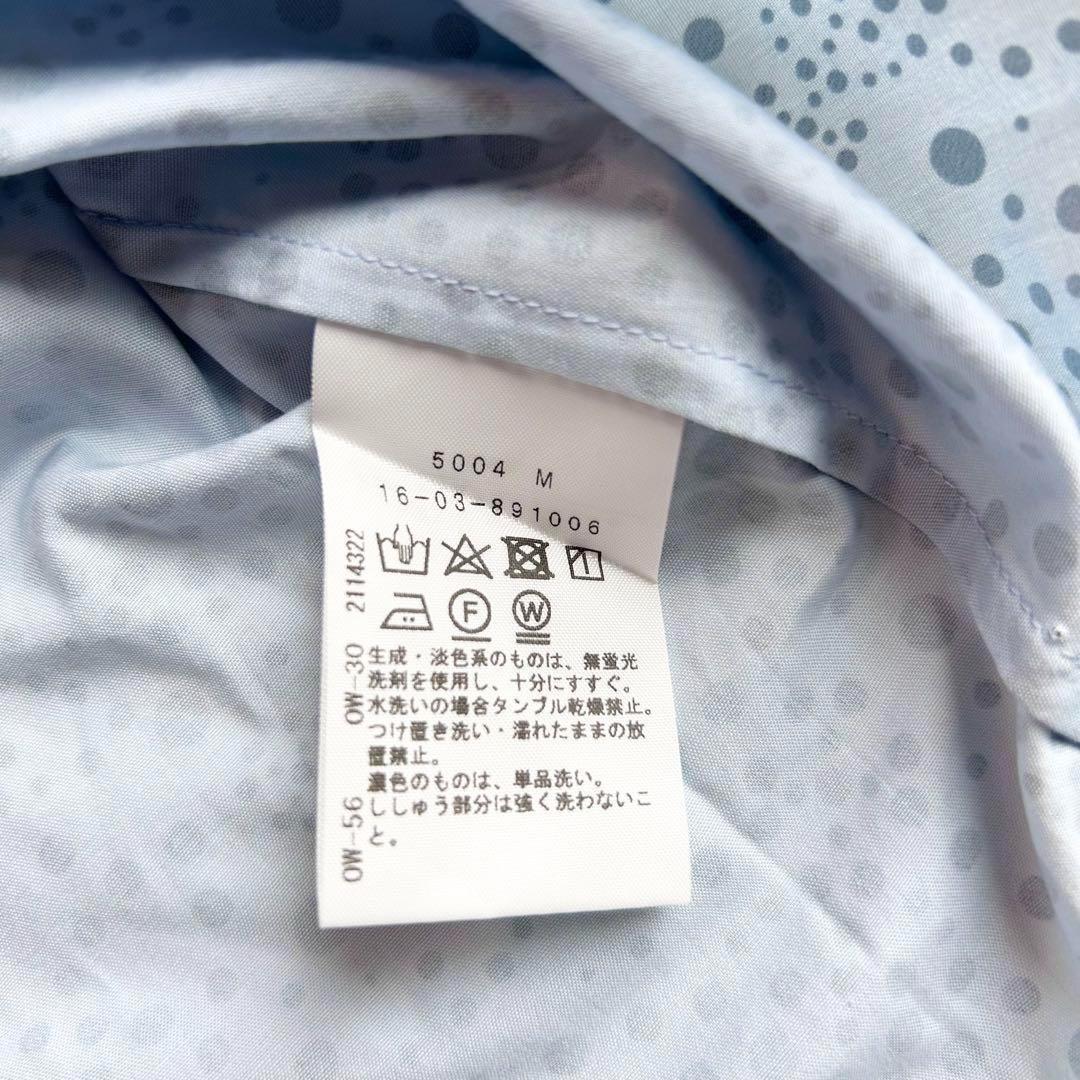 5004 M
16-03-891006
F W
生成・淡色系のものは、無蛍光
洗剤を使用し、十分にすすぐ。
水洗いの場合タンブル乾燥禁止。
つけ置き洗い・濡れたままの放
置禁止。
濃色のものは、単品洗い。
ししゅう部分は強く洗わないこ
と。
OW-56 OW-30 2114322